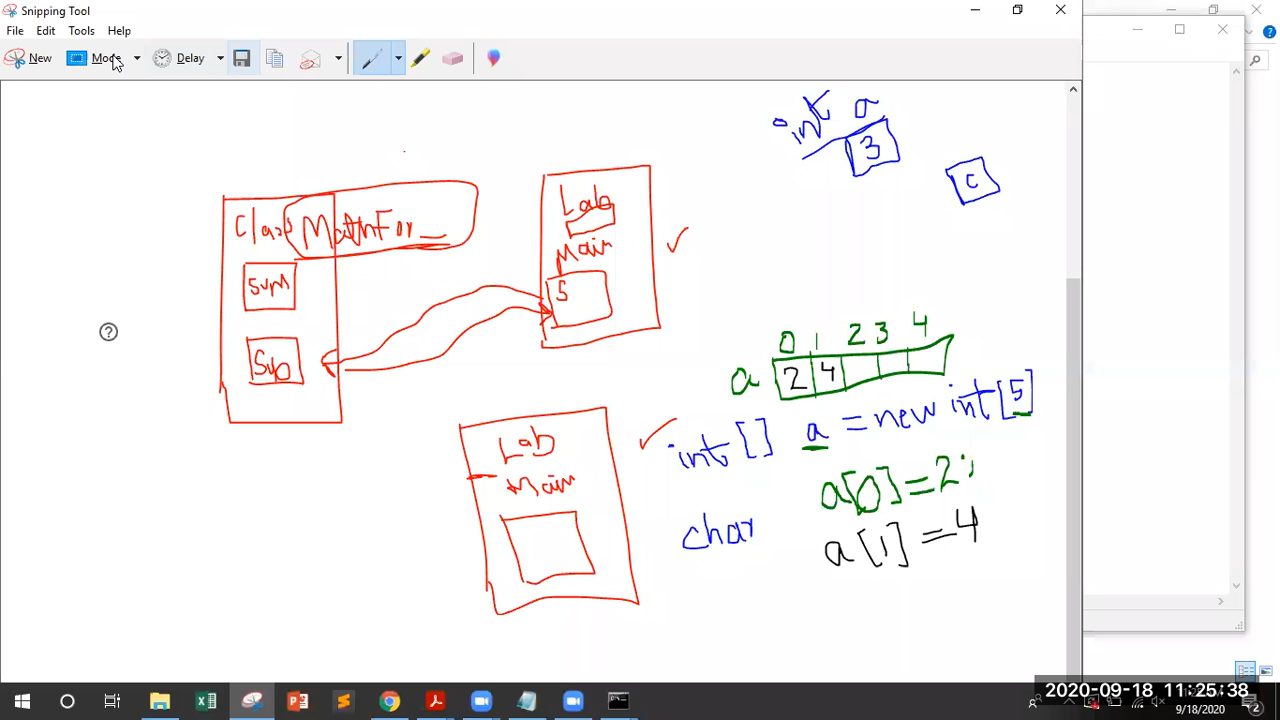 Snipping Tool
File Edit Tools Help
New Mode Delay
int a
3
c
Class MathFor
Sum
Sub
Lab
Main
S
0 1 2 3 4
a 2 4
int[] a = new int[5]
a[0]=2;
char
a[1]=4
Lab
Main
2020-09-18 11:25:38
9/18/2020
2